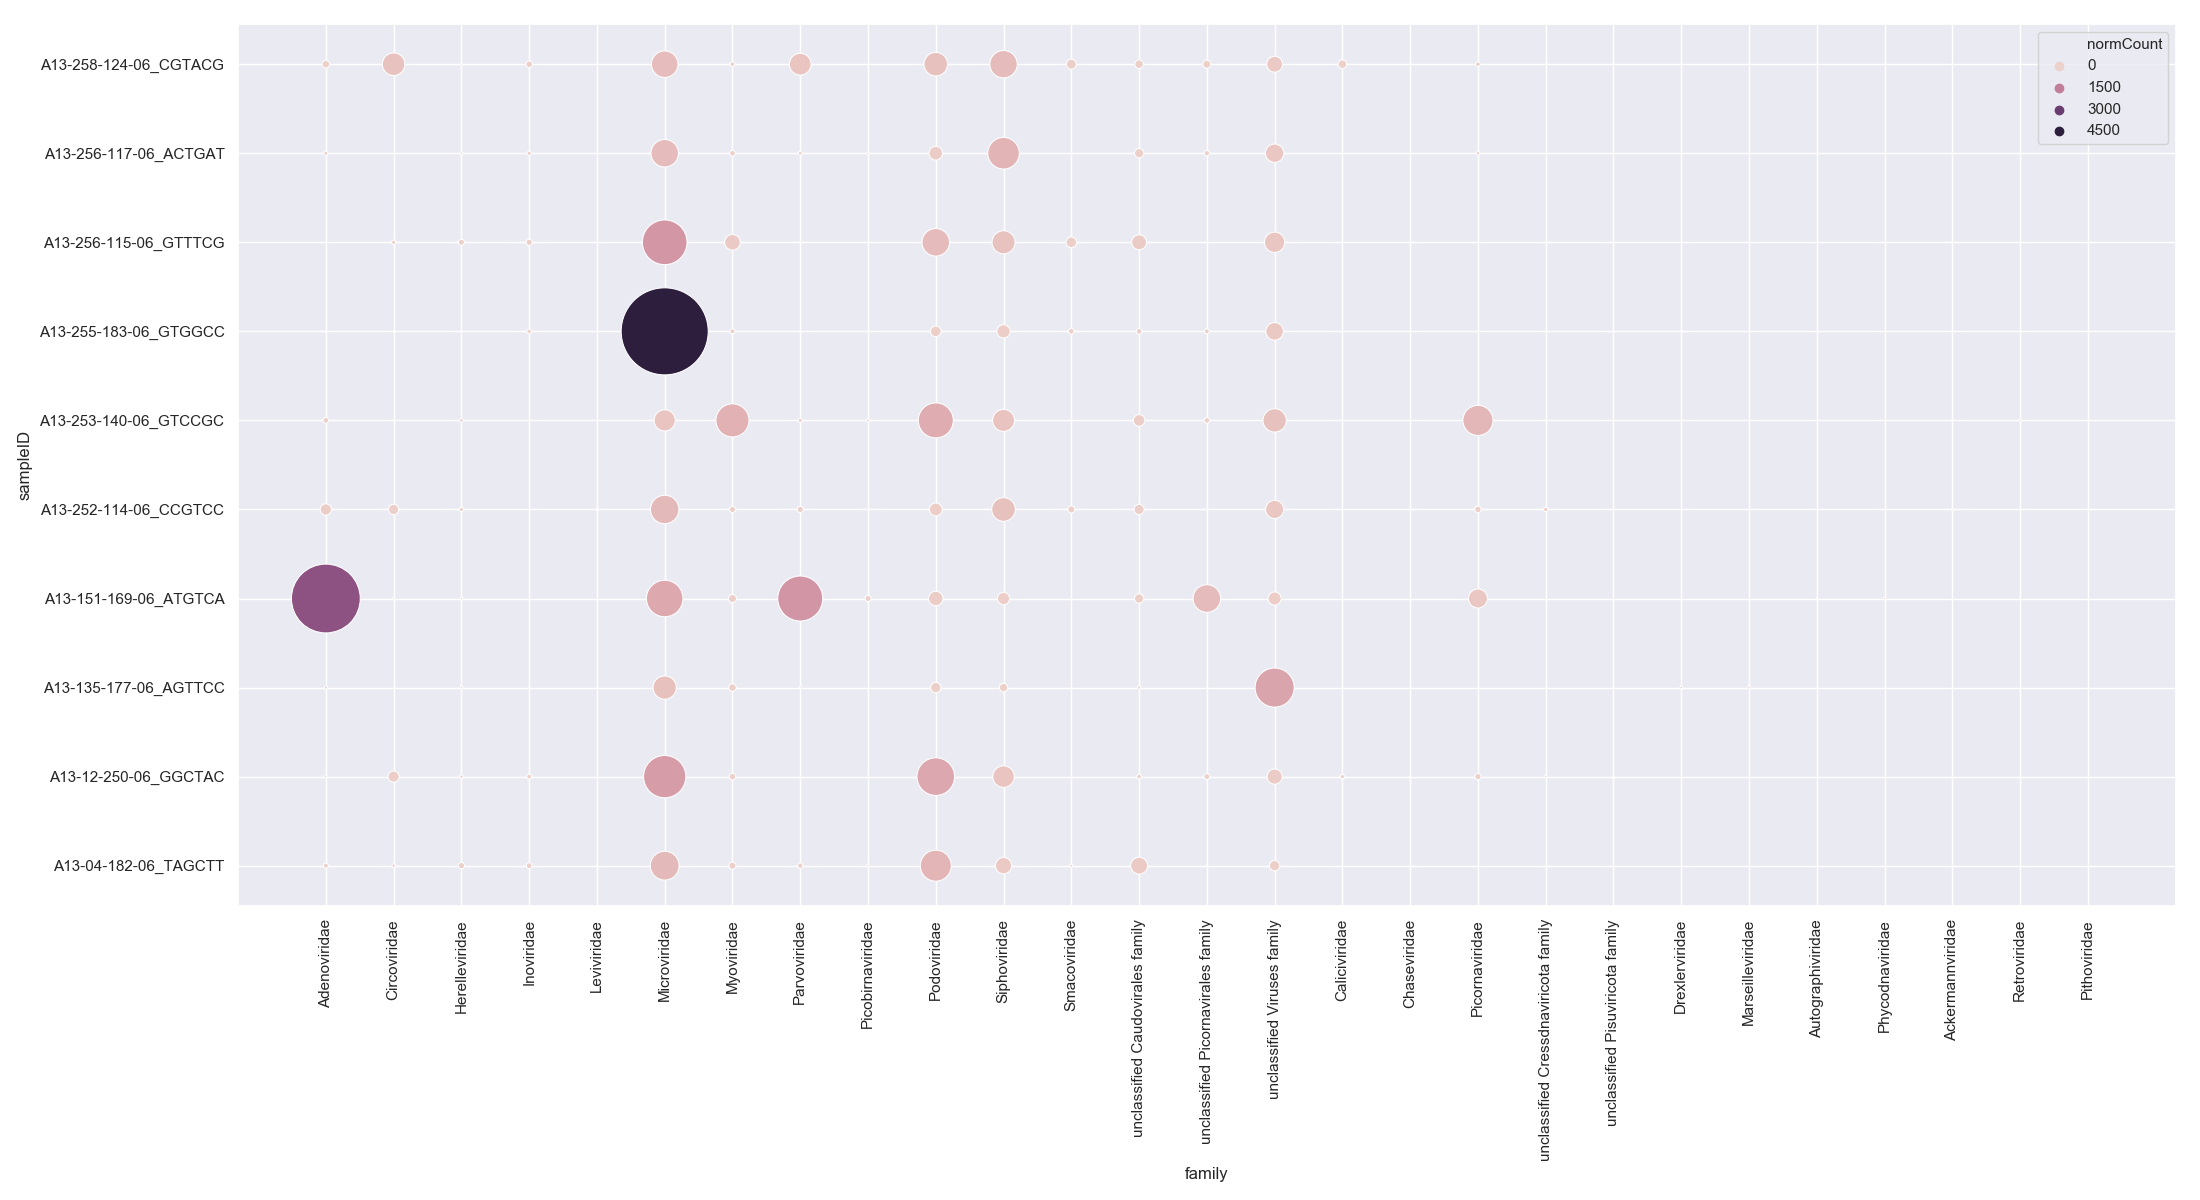 normCount
0
1500
3000
4500
sampleID
A13-258-124-06_CGTACG
A13-256-117-06_ACTGAT
A13-256-115-06_GTTTCG
A13-255-183-06_GTGGCC
A13-253-140-06_GTCCGC
A13-252-114-06_CCGTCC
A13-151-169-06_ATGTCA
A13-135-177-06_AGTTCC
A13-12-250-06_GGCTAC
A13-04-182-06_TAGCTT
Adenoviridae
Circoviridae
Herelleviridae
Inoviridae
Leviviridae
Microviridae
Myoviridae
Parvoviridae
Picobirnaviridae
Podoviridae
Siphoviridae
Smacoviridae
unclassified Caudovirales family
unclassified Picornavirales family
unclassified Viruses family
Caliciviridae
Chaseviridae
Picornaviridae
unclassified Cressdnaviricota family
unclassified Pisuviricota family
Drexlerviridae
Marseilleviridae
Autographiviridae
Phycodnaviridae
Ackermannviridae
Retroviridae
Pithoviridae
family